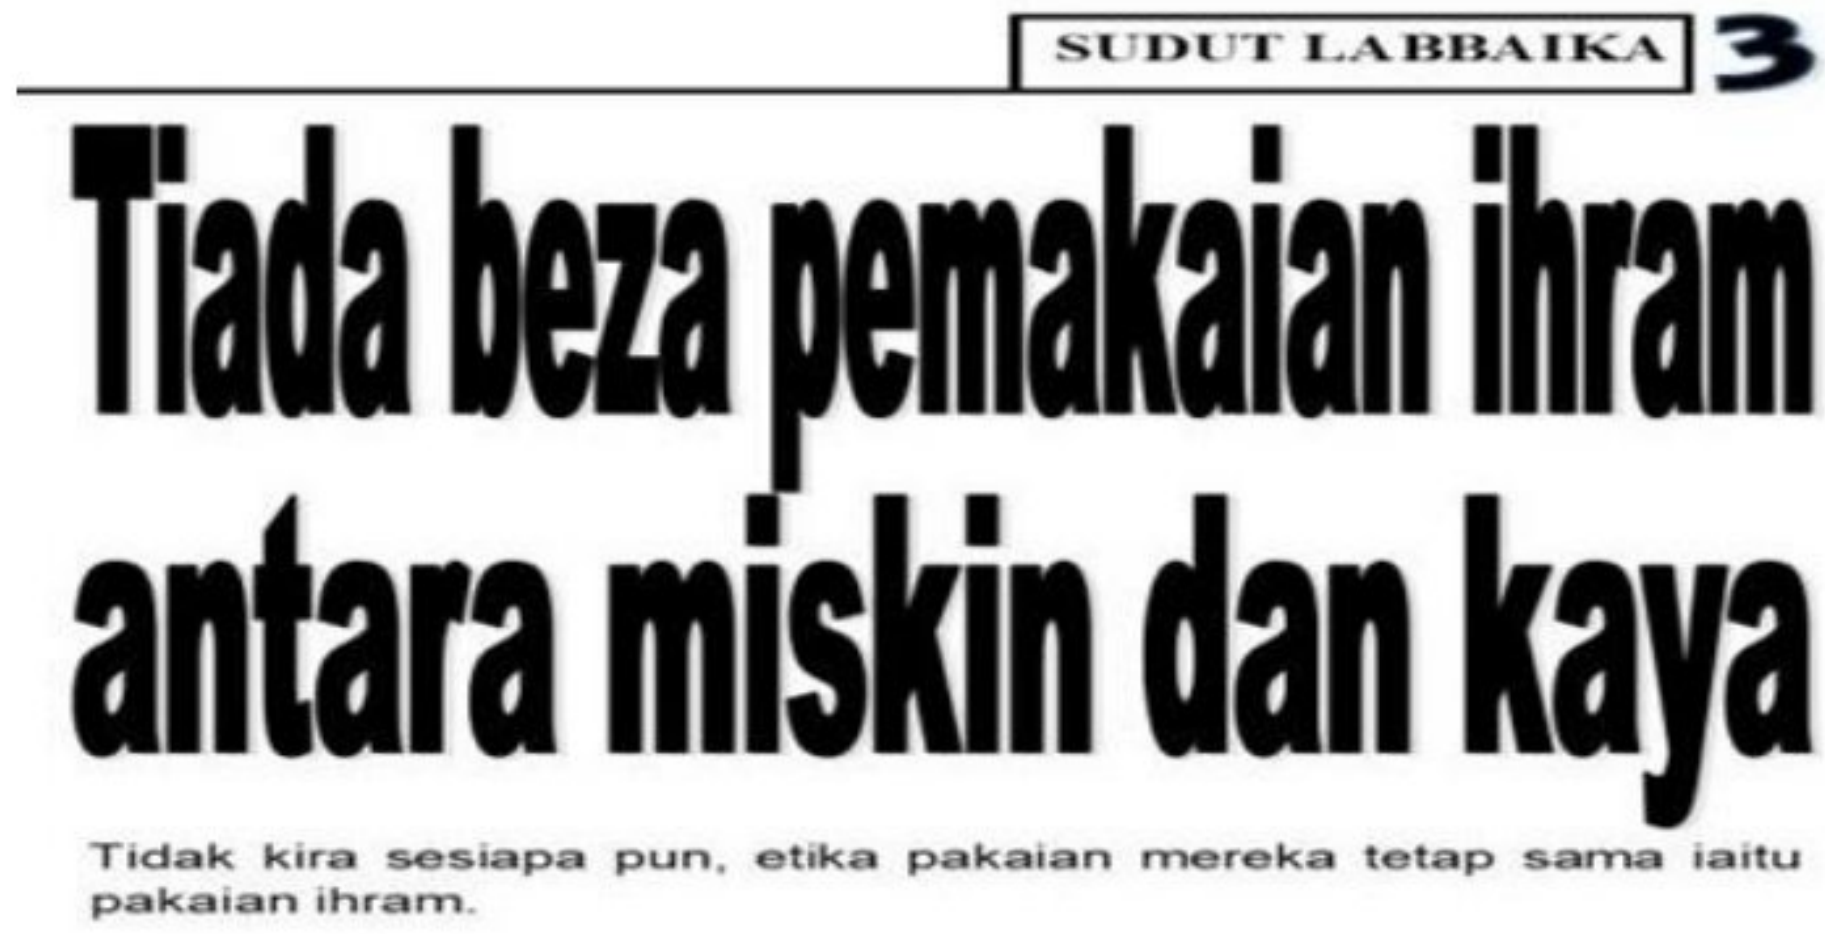 SUDUT LABBAIKA 3
Tiada beza pemakaian ihram
antara miskin dan kaya
Tidak kira sesiapa pun, etika pakaian mereka tetap sama iaitu
pakaian ihram.